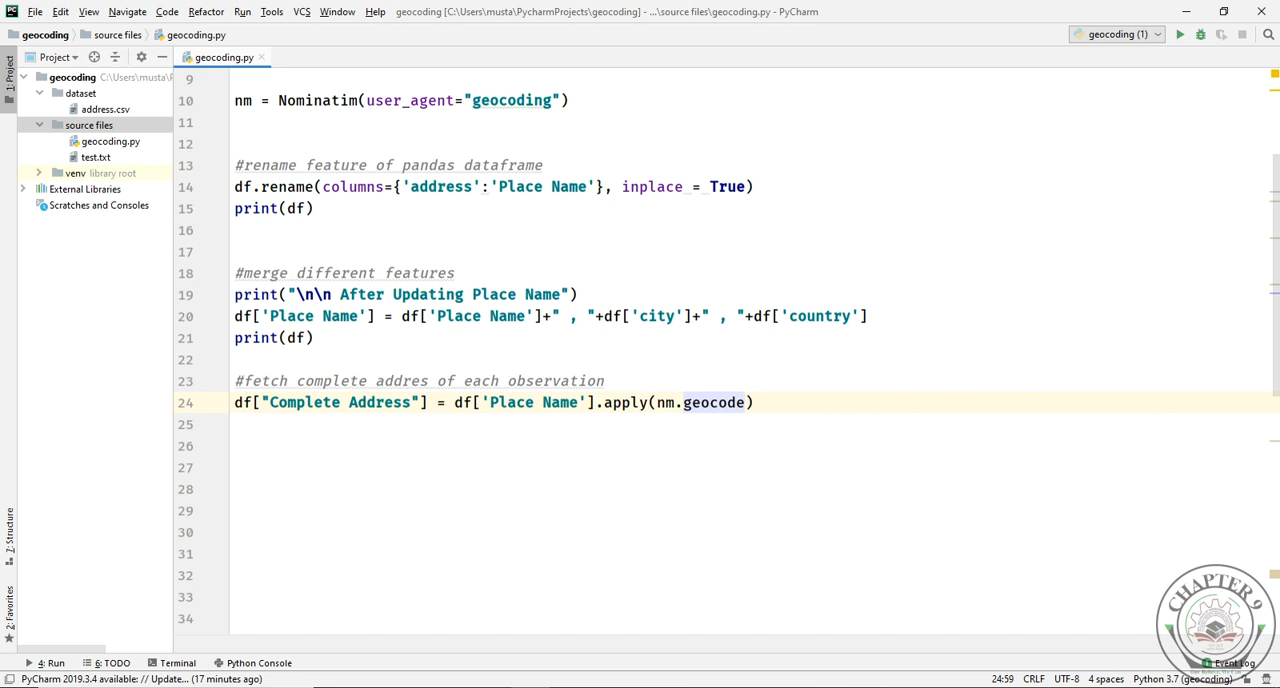 PC File Edit View Navigate Code Refactor Run Tools VCS Window Help geocoding [C:\Users\musta\PycharmProjects\geocoding] - ...\source files\geocoding.py - PyCharm
geocoding source files geocoding.py geocoding (1)
1: Project
Project geocoding.py
geocoding C:\Users\musta\P
dataset
address.csv
source files
geocoding.py
test.txt
venv library root
External Libraries
Scratches and Consoles
9
10 nm = Nominatim(user_agent="geocoding")
11
12
13 #rename feature of pandas dataframe
14 df.rename(columns={'address':'Place Name'}, inplace = True)
15 print(df)
16
17
18 #merge different features
19 print("\n\n After Updating Place Name")
20 df['Place Name'] = df['Place Name']+" , "+df['city']+" , "+df['country']
21 print(df)
22
23 #fetch complete addres of each observation
24 df["Complete Address"] = df['Place Name'].apply(nm.geocode)
25
26
27
28
29
30
31
32
33
34
7: Structure
2: Favorites
CHAPTER 9
4: Run 6: TODO Terminal Python Console Event Log
PyCharm 2019.3.4 available: // Update... (17 minutes ago) 24:59 CRLF UTF-8 4 spaces Python 3.7 (geocoding)